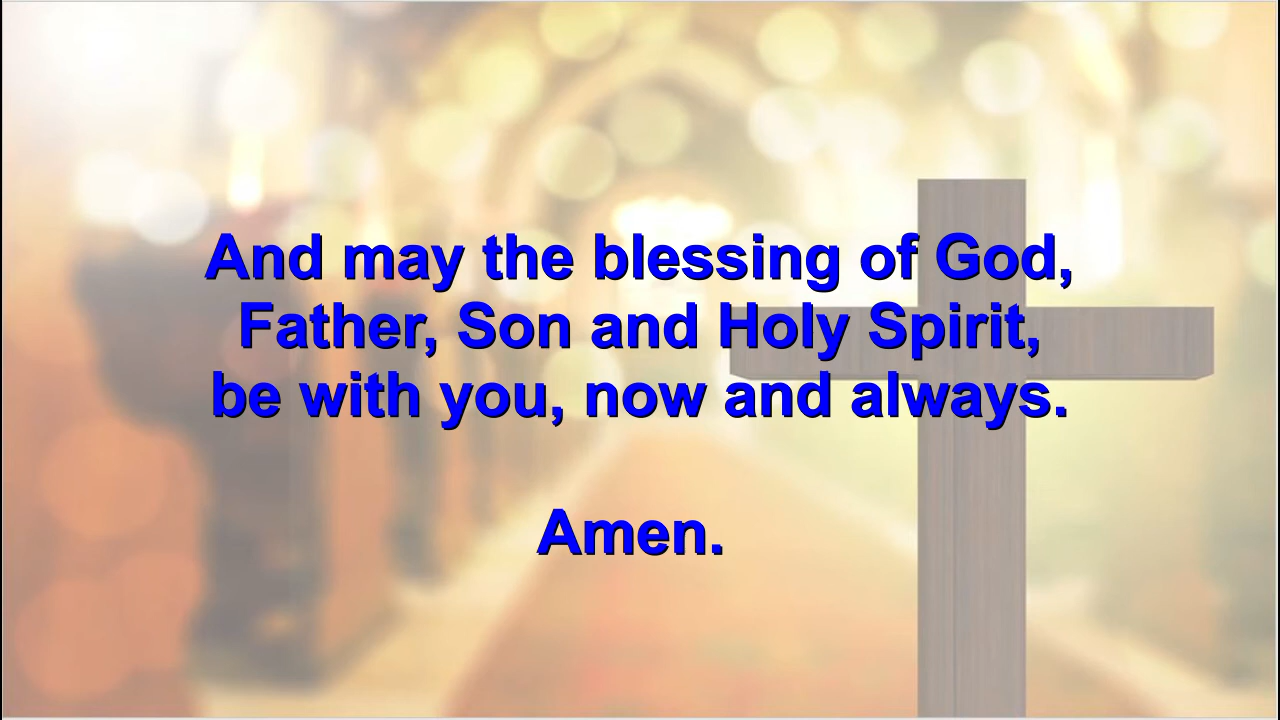 And may the blessing of God,
Father, Son and Holy Spirit,
be with you, now and always.
Amen.